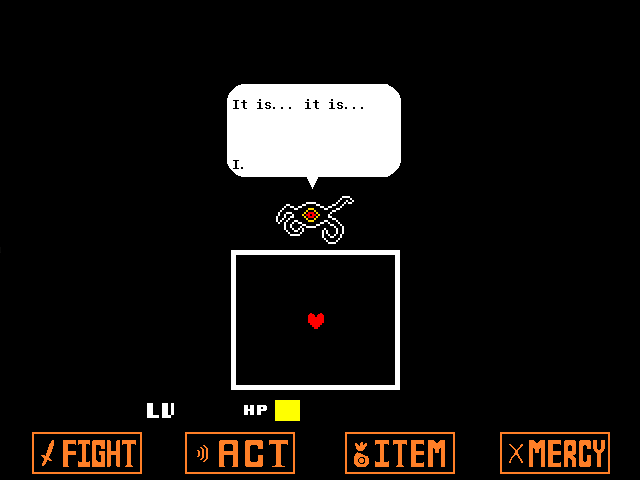 It is... it is...
I.
LV
HP
FIGHT
ACT
ITEM
MERCY